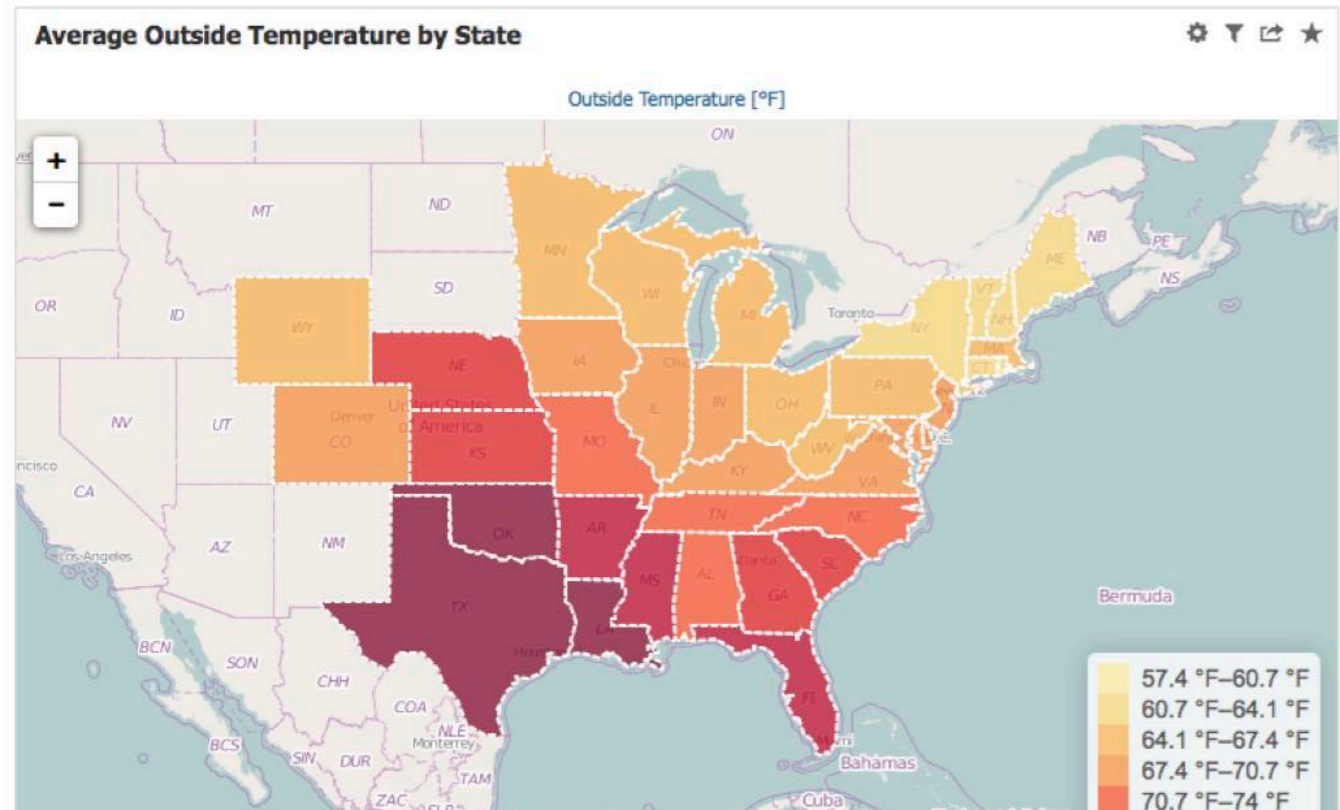 Average Outside Temperature by State
Outside Temperature [°F]
+
−
ON
MT
ND
NB
PE
MN
ME
NS
SD
VT
OR
ID
WY
WI
MI
Toronto
NY
NH
MA
NE
IA
CT
PA
United States
of America
Denver
IL
IN
OH
NV
UT
CO
KS
MO
WV
D.C.
KY
VA
CA
TN
NC
AZ
NM
OK
AR
Los Angeles
MS
AL
Atlanta
SC
TX
GA
Bermuda
LA
BCN
SON
CHH
FL
COA
NLE
Monterrey
BCS
SIN
DUR
TAM
Bahamas
ZAC
Cuba
57.4 °F–60.7 °F
60.7 °F–64.1 °F
64.1 °F–67.4 °F
67.4 °F–70.7 °F
70.7 °F–74 °F